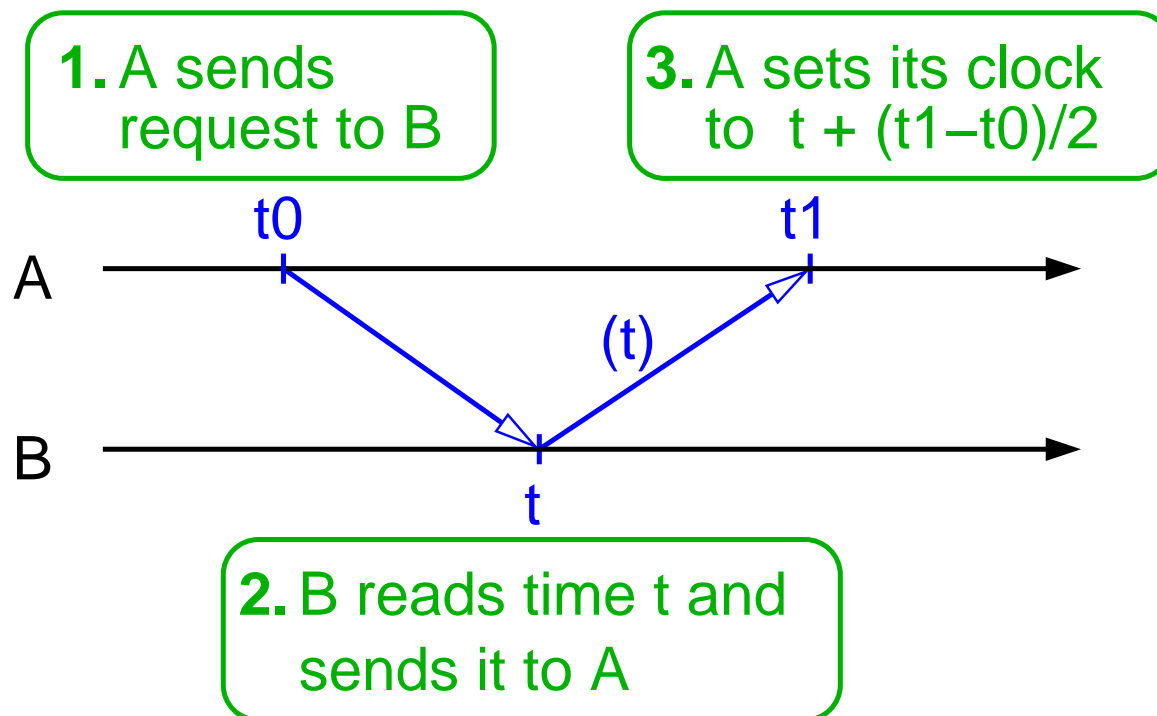 1. A sends
request to B
3. A sets its clock
to t + (t1–t0)/2
t0
t1
A
(t)
B
t
2. B reads time t and
sends it to A